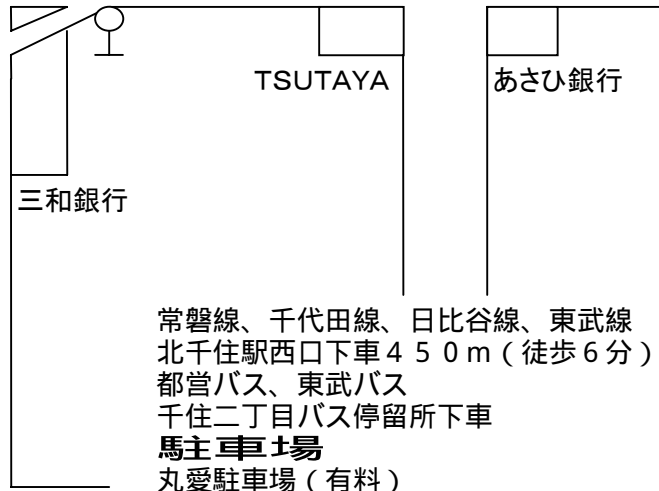 TSUTAYA
あさひ銀行
三和銀行
常磐線、千代田線、日比谷線、東武線
北千住駅西口下車４５０ｍ（徒歩６分）
都営バス、東武バス
千住二丁目バス停留所下車
駐車場
丸愛駐車場（有料）